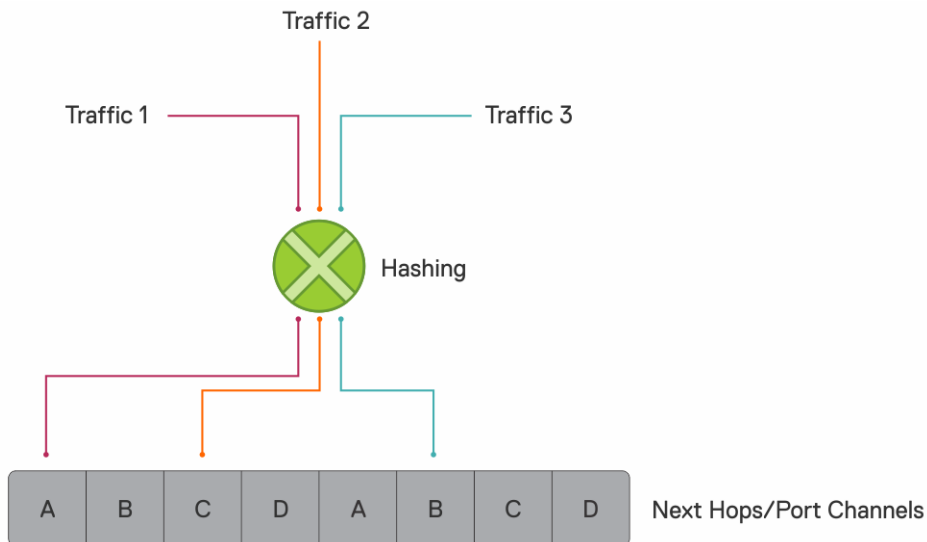 Traffic 2
Traffic 1
Traffic 3
Hashing
A B C D A B C D
Next Hops/Port Channels